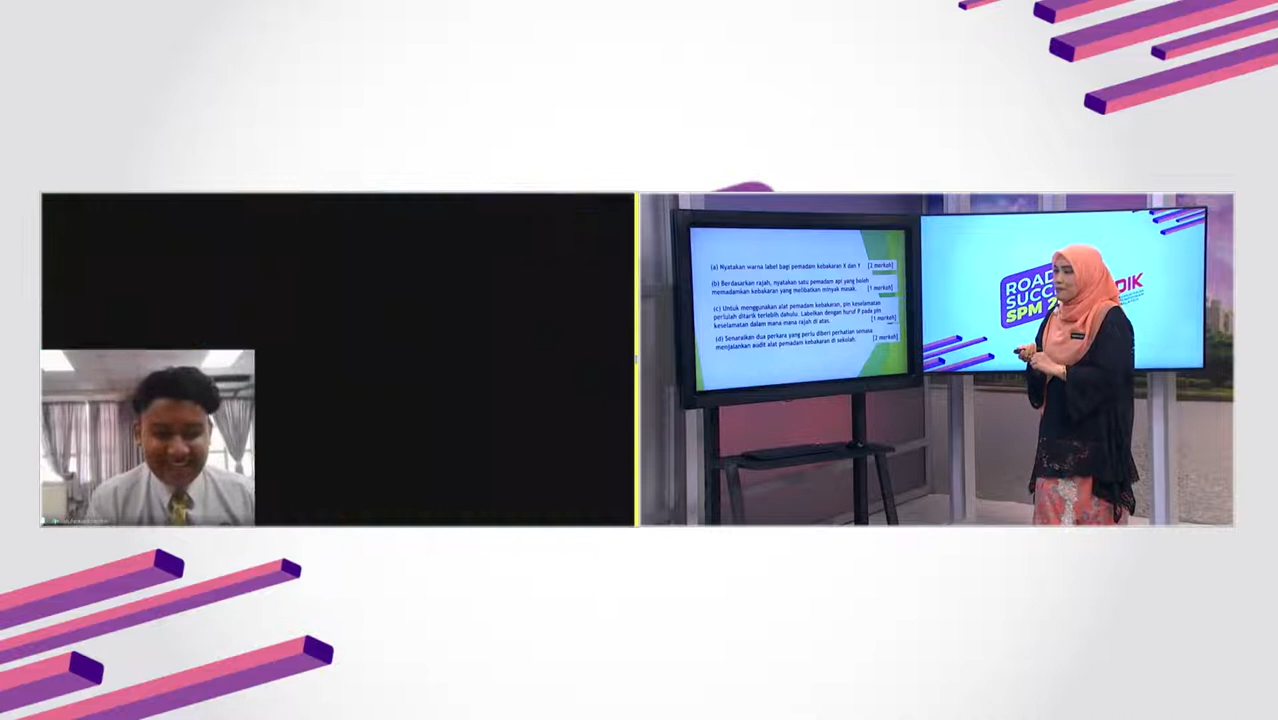 (a) Nyatakan warna label bagi pemadam kebakaran X dan Y [2 markah]
(b) Berdasarkan rajah, nyatakan satu pemadam api yang boleh
memadamkan kebakaran yang melibatkan minyak masak. [1 markah]
(c) Untuk menggunakan alat pemadam kebakaran, pin keselamatan
perlulah ditarik terlebih dahulu. Labelkan dengan huruf P pada pin
keselamatan dalam mana-mana rajah di atas. [1 markah]
(d) Senaraikan dua perkara yang perlu diberi perhatian semasa
menjalankan audit alat pemadam kebakaran di sekolah. [2 markah]
ROAD
SUCC
SPM 2
DIK